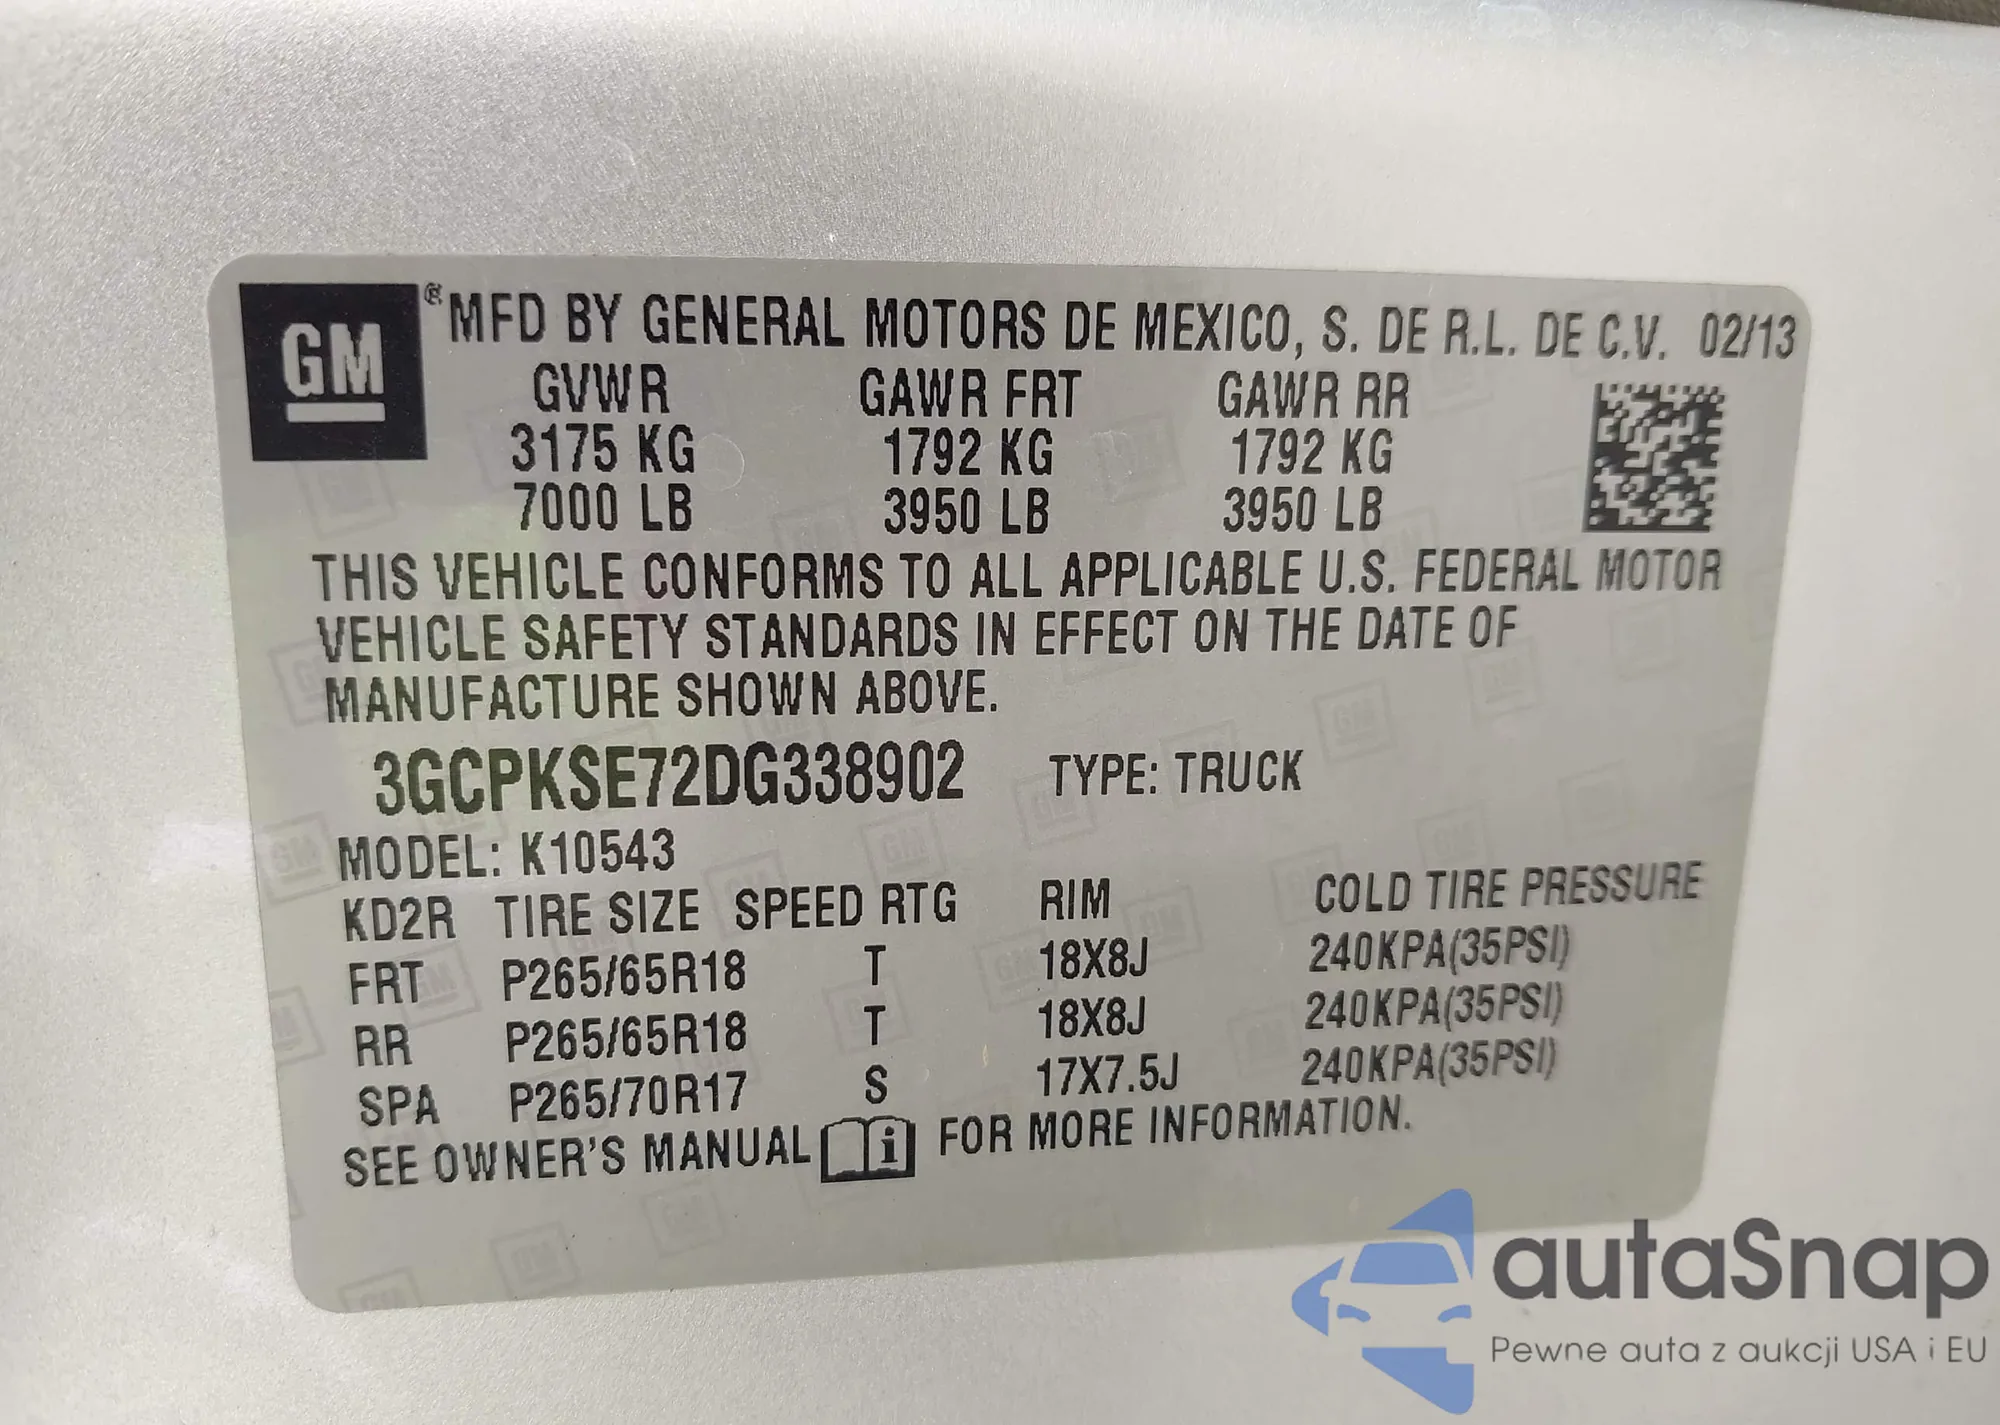 GM ® MFD BY GENERAL MOTORS DE MEXICO, S. DE R.L. DE C.V. 02/13
GVWR GAWR FRT GAWR RR
3175 KG 1792 KG 1792 KG
7000 LB 3950 LB 3950 LB
THIS VEHICLE CONFORMS TO ALL APPLICABLE U.S. FEDERAL MOTOR
VEHICLE SAFETY STANDARDS IN EFFECT ON THE DATE OF
MANUFACTURE SHOWN ABOVE.
3GCPKSE72DG338902 TYPE: TRUCK
MODEL: K10543
KD2R TIRE SIZE SPEED RTG RIM COLD TIRE PRESSURE
FRT P265/65R18 T 18X8J 240KPA(35PSI)
RR P265/65R18 T 18X8J 240KPA(35PSI)
SPA P265/70R17 S 17X7.5J 240KPA(35PSI)
SEE OWNER'S MANUAL i FOR MORE INFORMATION.
autaSnap
Pewne auta z aukcji USA i EU